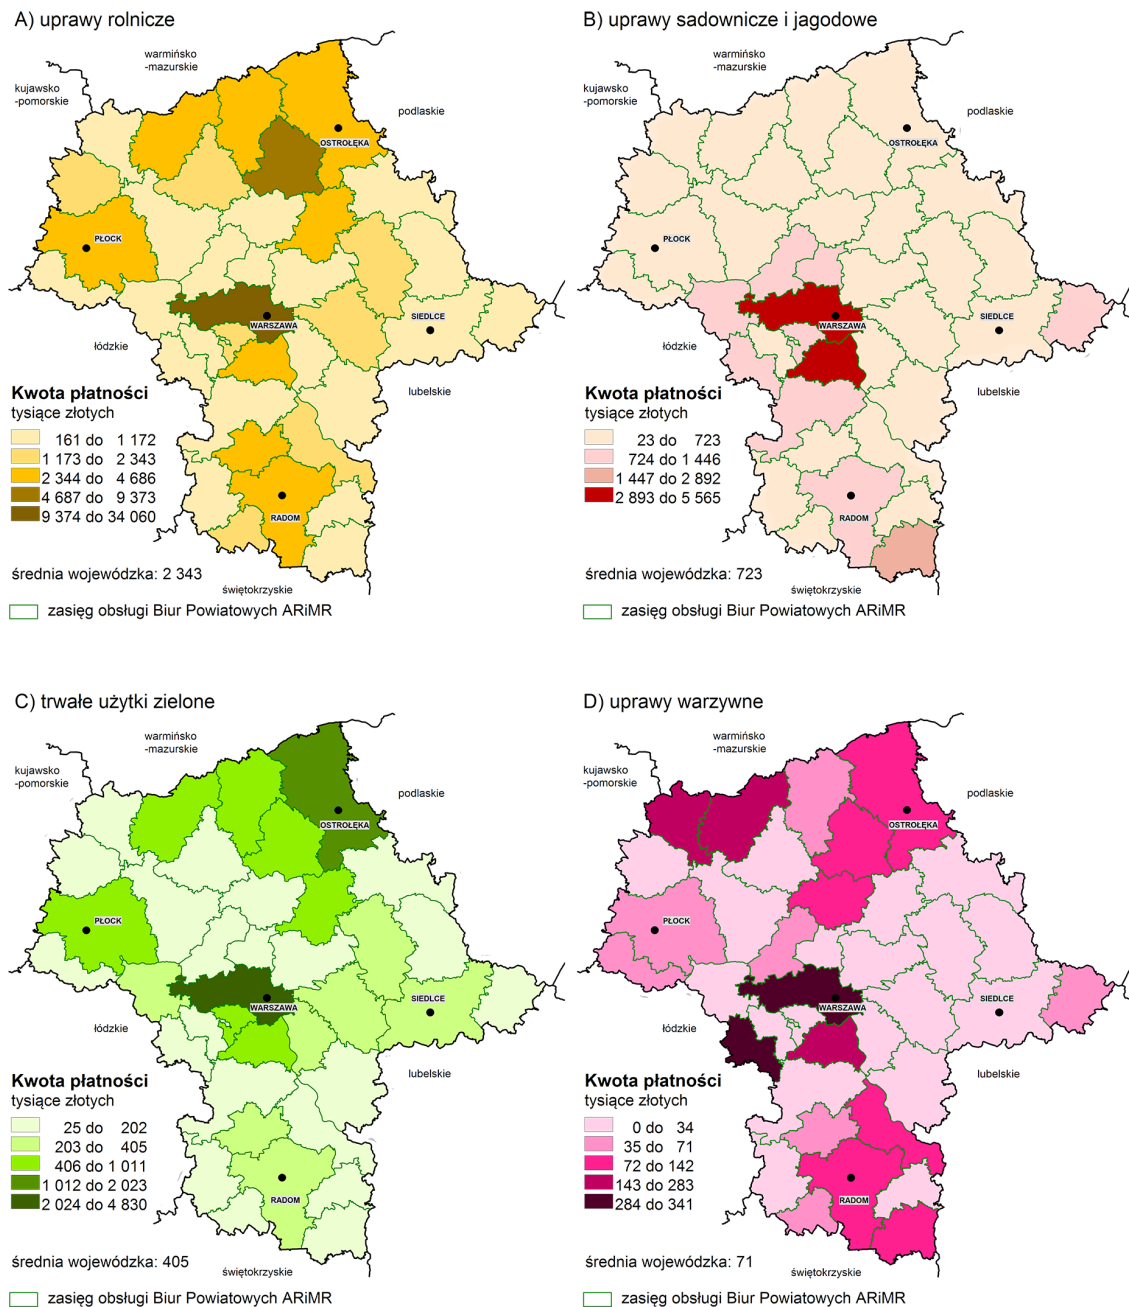 A) uprawy rolnicze
warmińsko
-mazurskie
kujawsko
-pomorskie
podlaskie
OSTROŁĘKA
PŁOCK
WARSZAWA
SIEDLCE
łódzkie
lubelskie
Kwota płatności
tysiące złotych
161 do 1 172
1 173 do 2 343
2 344 do 4 686
4 687 do 9 373
9 374 do 34 060
RADOM
średnia wojewódzka: 2 343
świętokrzyskie
zasięg obsługi Biur Powiatowych ARiMR
B) uprawy sadownicze i jagodowe
warmińsko
-mazurskie
kujawsko
-pomorskie
podlaskie
OSTROŁĘKA
PŁOCK
WARSZAWA
SIEDLCE
łódzkie
lubelskie
Kwota płatności
tysiące złotych
23 do 723
724 do 1 446
1 447 do 2 892
2 893 do 5 565
RADOM
średnia wojewódzka: 723
świętokrzyskie
zasięg obsługi Biur Powiatowych ARiMR
C) trwałe użytki zielone
warmińsko
-mazurskie
kujawsko
-pomorskie
podlaskie
OSTROŁĘKA
PŁOCK
WARSZAWA
SIEDLCE
łódzkie
lubelskie
Kwota płatności
tysiące złotych
25 do 202
203 do 405
406 do 1 011
1 012 do 2 023
2 024 do 4 830
RADOM
średnia wojewódzka: 405
świętokrzyskie
zasięg obsługi Biur Powiatowych ARiMR
D) uprawy warzywne
warmińsko
-mazurskie
kujawsko
-pomorskie
podlaskie
OSTROŁĘKA
PŁOCK
WARSZAWA
SIEDLCE
łódzkie
lubelskie
Kwota płatności
tysiące złotych
0 do 34
35 do 71
72 do 142
143 do 283
284 do 341
RADOM
średnia wojewódzka: 71
świętokrzyskie
zasięg obsługi Biur Powiatowych ARiMR